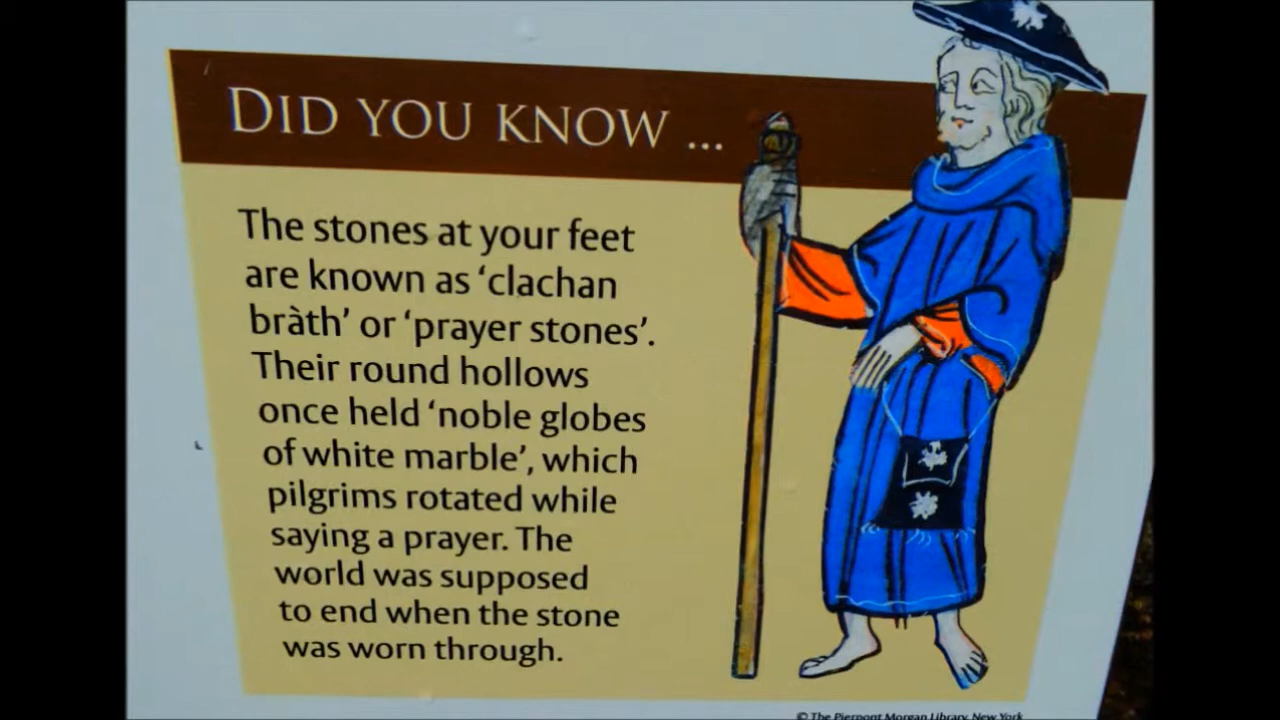 DID YOU KNOW ...
The stones at your feet
are known as ‘clachan
bràth’ or ‘prayer stones’.
Their round hollows
once held ‘noble globes
of white marble’, which
pilgrims rotated while
saying a prayer. The
world was supposed
to end when the stone
was worn through.
© The Pierpont Morgan Library, New York